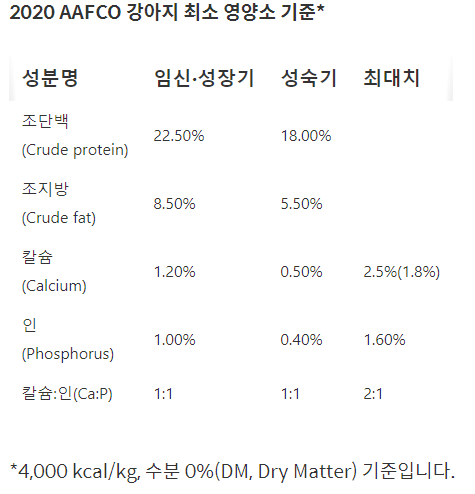 2020 AAFCO 강아지 최소 영양소 기준*
성분명 임신·성장기 성숙기 최대치
조단백
(Crude protein) 22.50% 18.00%
조지방
(Crude fat) 8.50% 5.50%
칼슘
(Calcium) 1.20% 0.50% 2.5%(1.8%)
인
(Phosphorus) 1.00% 0.40% 1.60%
칼슘:인(Ca:P) 1:1 1:1 2:1
*4,000 kcal/kg, 수분 0%(DM, Dry Matter) 기준입니다.